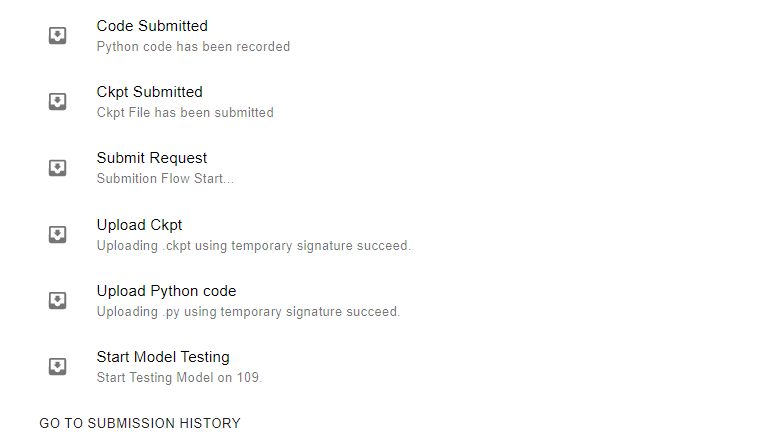 Code Submitted
Python code has been recorded
Ckpt Submitted
Ckpt File has been submitted
Submit Request
Submition Flow Start...
Upload Ckpt
Uploading .ckpt using temporary signature succeed.
Upload Python code
Uploading .py using temporary signature succeed.
Start Model Testing
Start Testing Model on 109.
GO TO SUBMISSION HISTORY